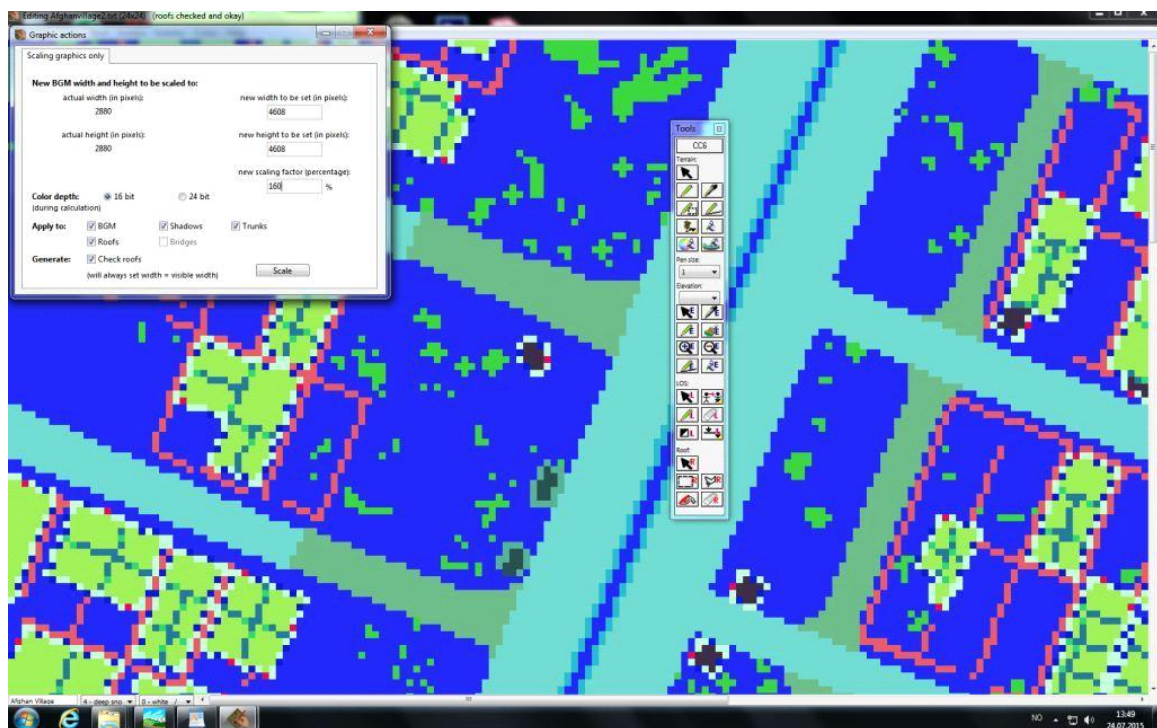 Editing Afghanvillage2.txt (24x24) (roofs checked and okay)
Graphic actions
Scaling graphics only
New BGM width and height to be scaled to:
actual width (in pixels): new width to be set (in pixels):
2880 4608
actual height (in pixels): new height to be set (in pixels):
2880 4608
new scaling factor (percentage):
160 %
Color depth: 16 bit 24 bit
(during calculation)
Apply to: BGM Shadows Trunks
Roofs Bridges
Generate: Check roofs
(will always set width = visible width) Scale
Tools
CC6
Terrain:
Pen size:
1
Elevation:
E E
E E
E E
E
LOS:
L
L L
L
Roof:
R
R R
R
Afghan Village 4 - deep sno 0 - white /
NO 13:49
24.07.2015